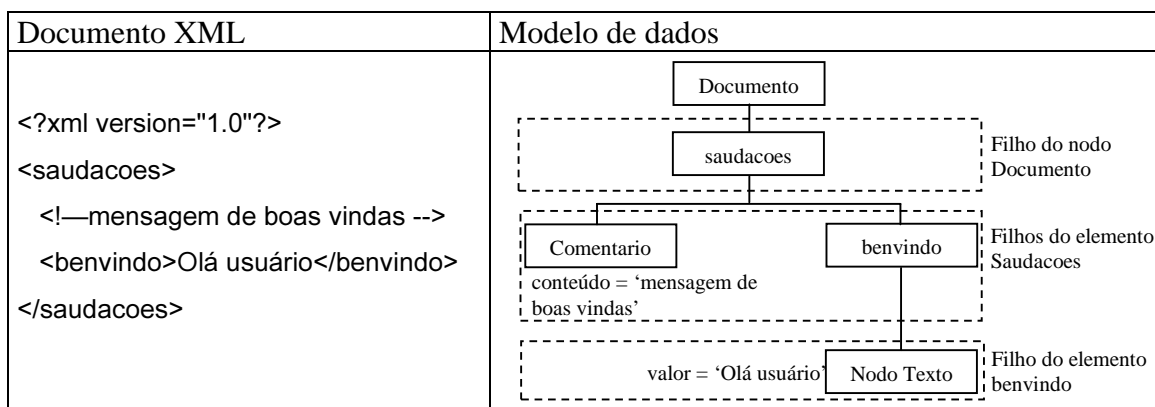 Documento XML
Modelo de dados
<?xml version="1.0"?>
<saudacoes>
<!—mensagem de boas vindas -->
<benvindo>Olá usuário</benvindo>
</saudacoes>
Documento
saudacoes
Filho do nodo
Documento
Comentario
benvindo
Filhos do elemento
Saudacoes
conteúdo = ‘mensagem de
boas vindas’
valor = ‘Olá usuário’
Nodo Texto
Filho do elemento
benvindo